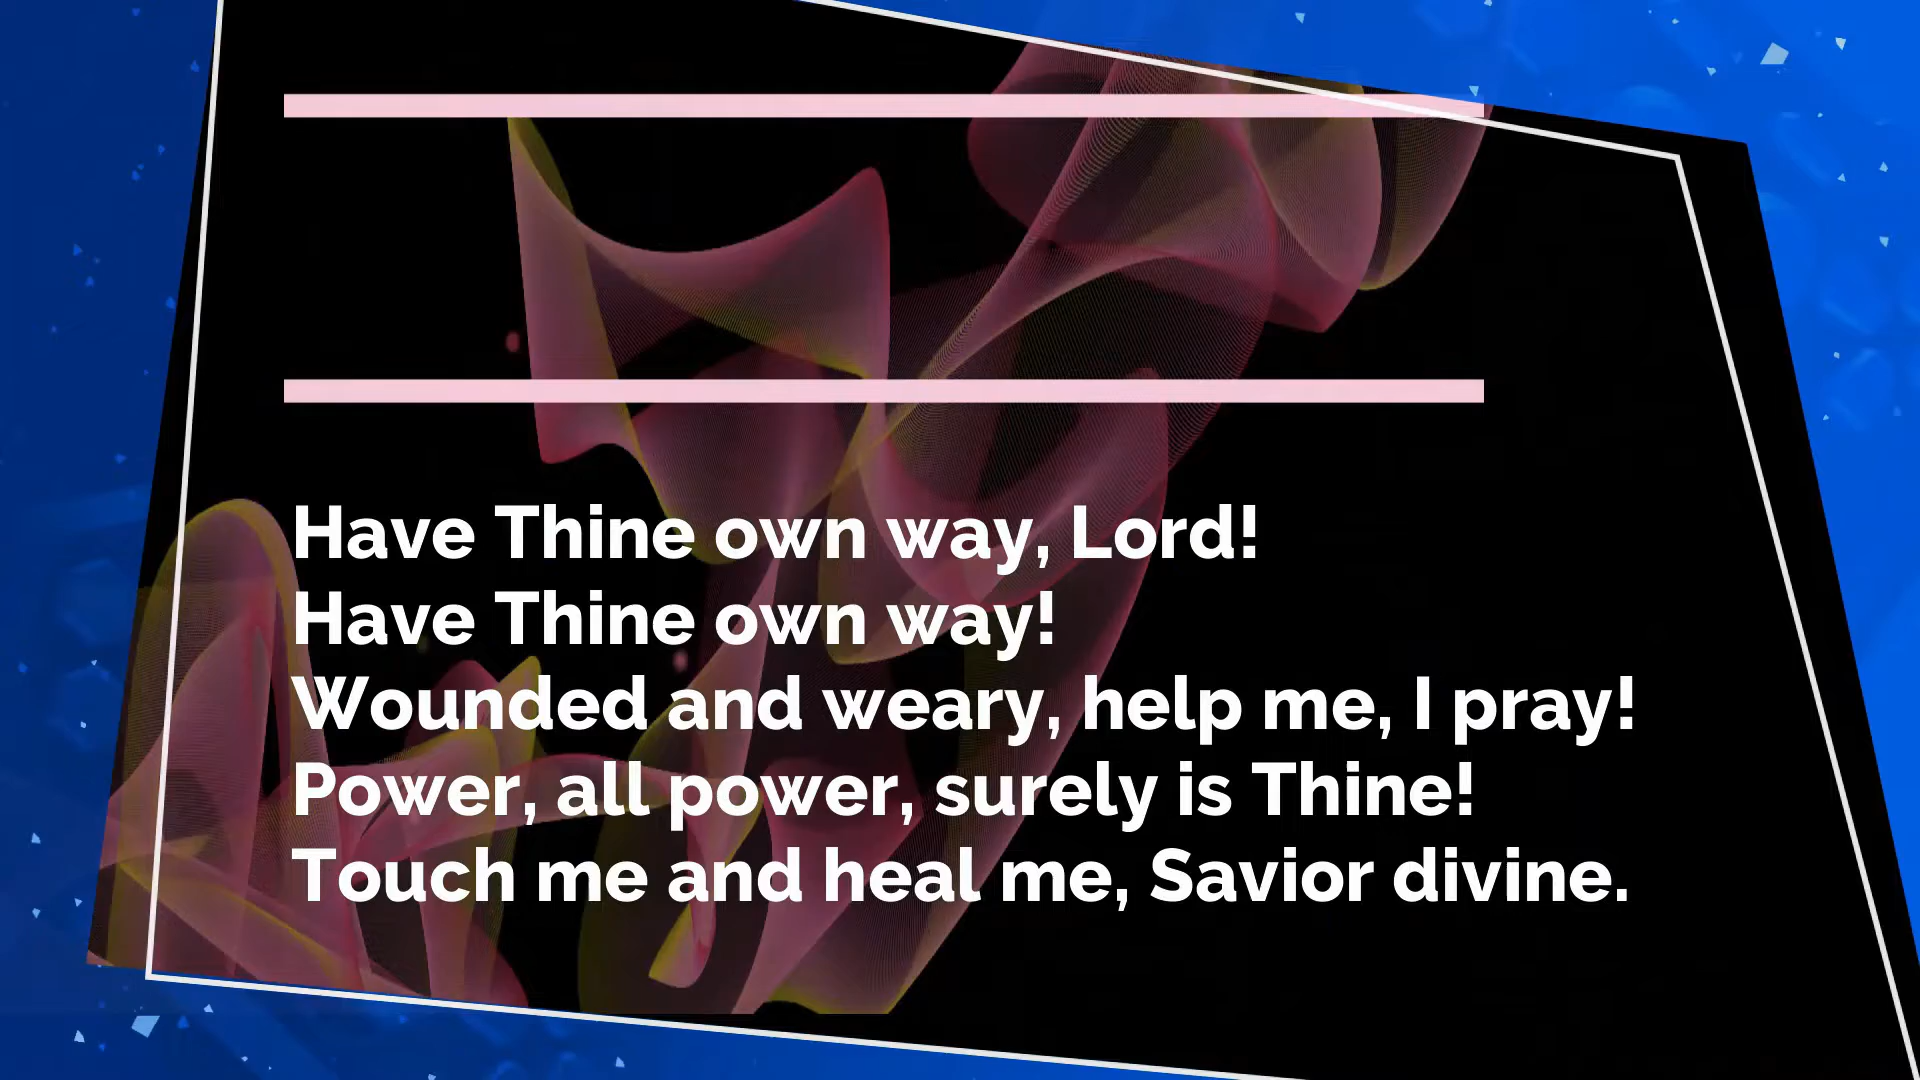 Have Thine own way, Lord!
Have Thine own way!
Wounded and weary, help me, I pray!
Power, all power, surely is Thine!
Touch me and heal me, Savior divine.